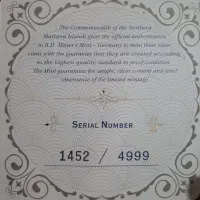 The Commonwealth of the Northern
Mariana Islands gives the official authorization
to B.H. Mayer's Mint - Germany to mint these silver
coins with the guarantee that they are created according
to the highest quality standard in proof condition.
The Mint guarantees the weight, silver content and strict
observance of the limited mintage.
SERIAL NUMBER
1452 / 4999